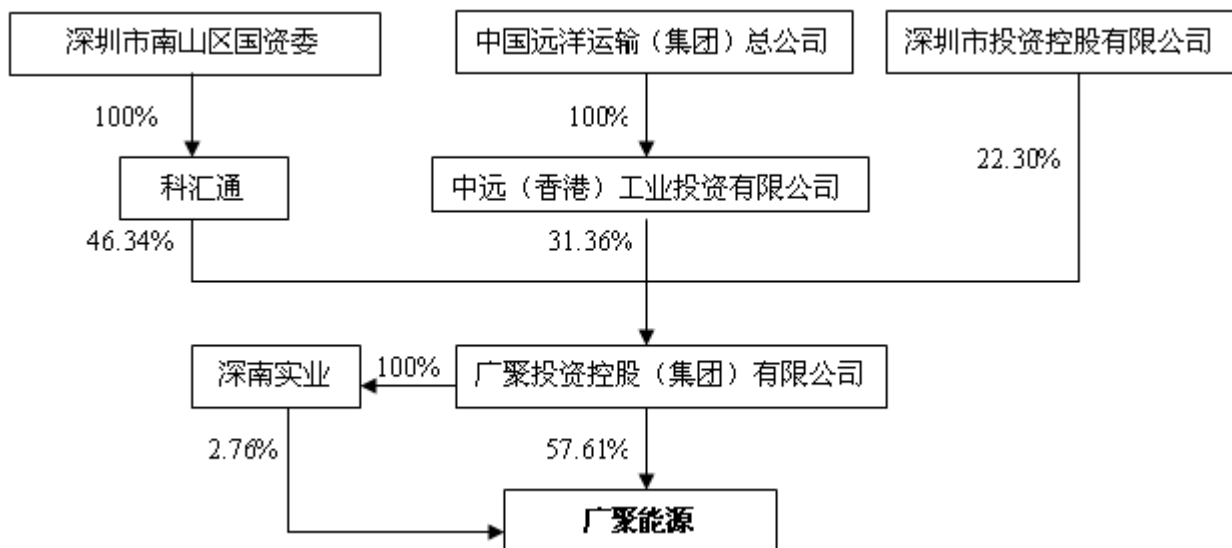 深圳市南山区国资委
中国远洋运输（集团）总公司
深圳市投资控股有限公司
100%
100%
22.30%
科汇通
中远（香港）工业投资有限公司
46.34%
31.36%
深南实业
100%
广聚投资控股（集团）有限公司
2.76%
57.61%
广聚能源